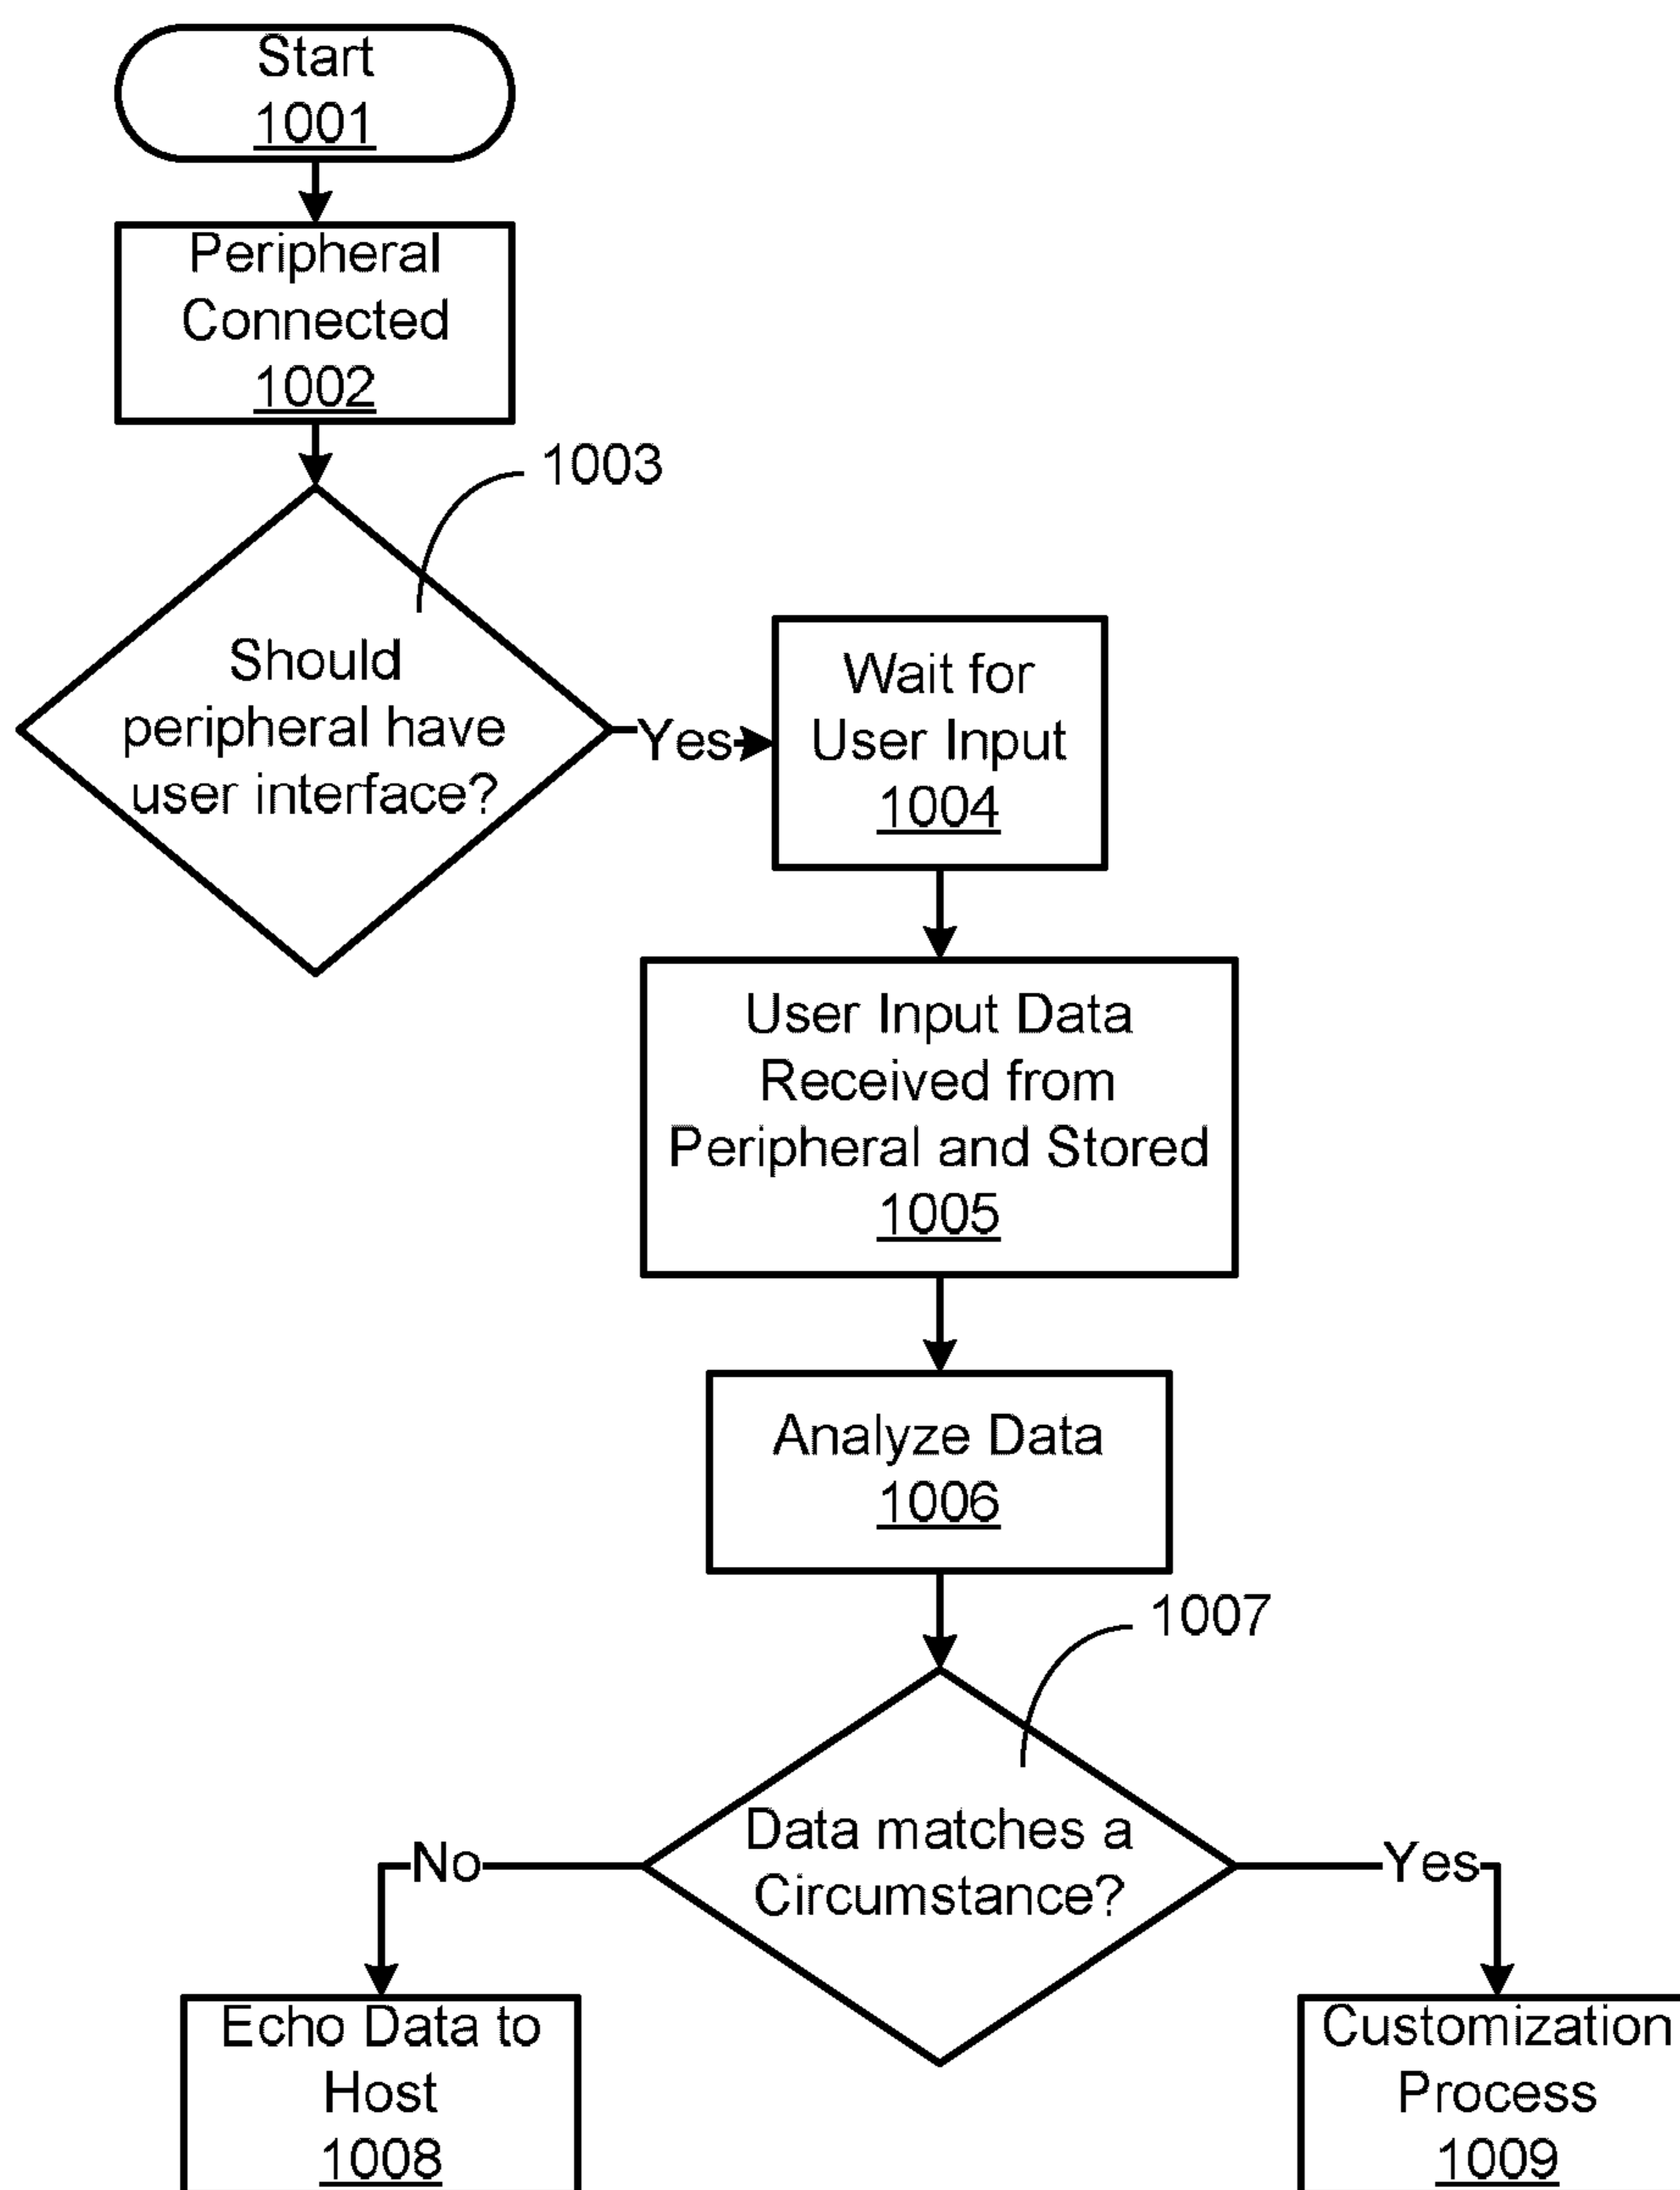 Start
1001
Peripheral
Connected
1002
1003
Should
peripheral have
user interface?
Yes
Wait for
User Input
1004
User Input Data
Received from
Peripheral and Stored
1005
Analyze Data
1006
1007
Data matches a
Circumstance?
No
Yes
Echo Data to
Host
1008
Customization
Process
1009